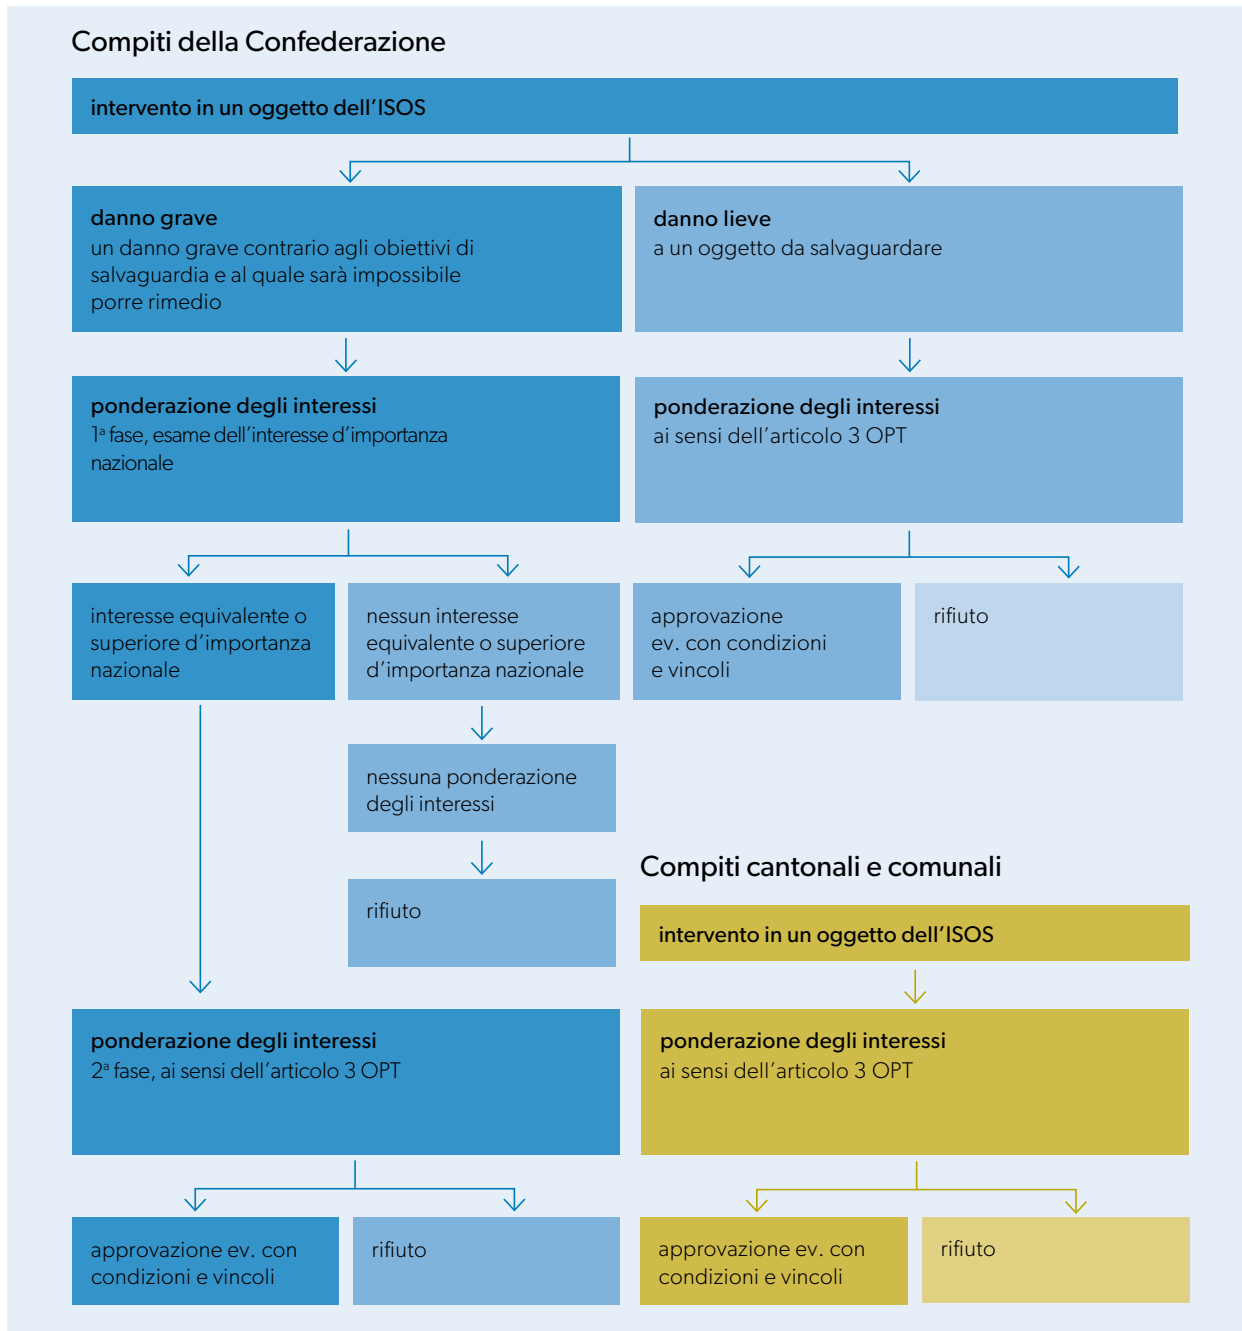 Compiti della Confederazione
intervento in un oggetto dell’ISOS
danno grave
un danno grave contrario agli obiettivi di
salvaguardia e al quale sarà impossibile
porre rimedio
danno lieve
a un oggetto da salvaguardare
ponderazione degli interessi
1ª fase, esame dell’interesse d’importanza
nazionale
ponderazione degli interessi
ai sensi dell’articolo 3 OPT
interesse equivalente o
superiore d’importanza
nazionale
nessun interesse
equivalente o superiore
d’importanza nazionale
approvazione
ev. con condizioni
e vincoli
rifiuto
nessuna ponderazione
degli interessi
rifiuto
ponderazione degli interessi
2ª fase, ai sensi dell’articolo 3 OPT
approvazione ev. con
condizioni e vincoli
rifiuto
Compiti cantonali e comunali
intervento in un oggetto dell’ISOS
ponderazione degli interessi
ai sensi dell’articolo 3 OPT
approvazione ev. con
condizioni e vincoli
rifiuto